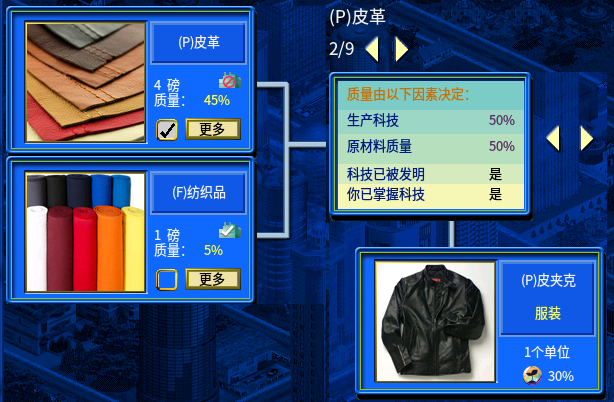 (P)皮革
4 磅
质量: 45%
更多
(F)纺织品
1 磅
质量: 5%
更多
(P)皮革
2/9
质量由以下因素决定:
生产科技 50%
原材料质量 50%
科技已被发明 是
你已掌握科技 是
(P)皮夹克
服装
1个单位
30%